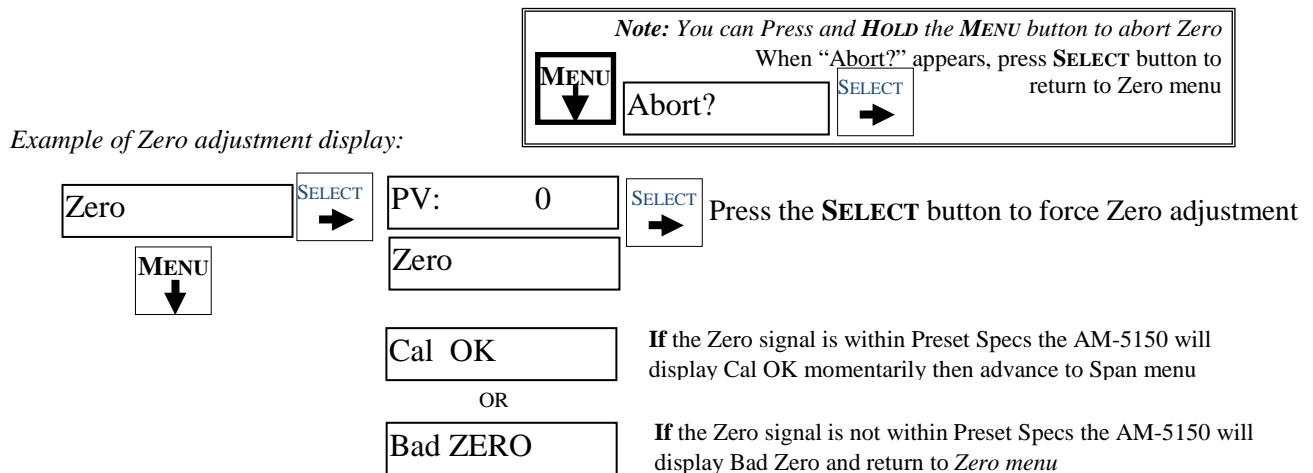 Note: You can Press and HOLD the MENU button to abort Zero
When “Abort?” appears, press SELECT button to
return to Zero menu
MENU
Abort?
SELECT
Example of Zero adjustment display:
Zero
SELECT
PV: 0
SELECT
Press the SELECT button to force Zero adjustment
MENU
Zero
Cal OK
If the Zero signal is within Preset Specs the AM-5150 will
display Cal OK momentarily then advance to Span menu
OR
Bad ZERO
If the Zero signal is not within Preset Specs the AM-5150 will
display Bad Zero and return to Zero menu